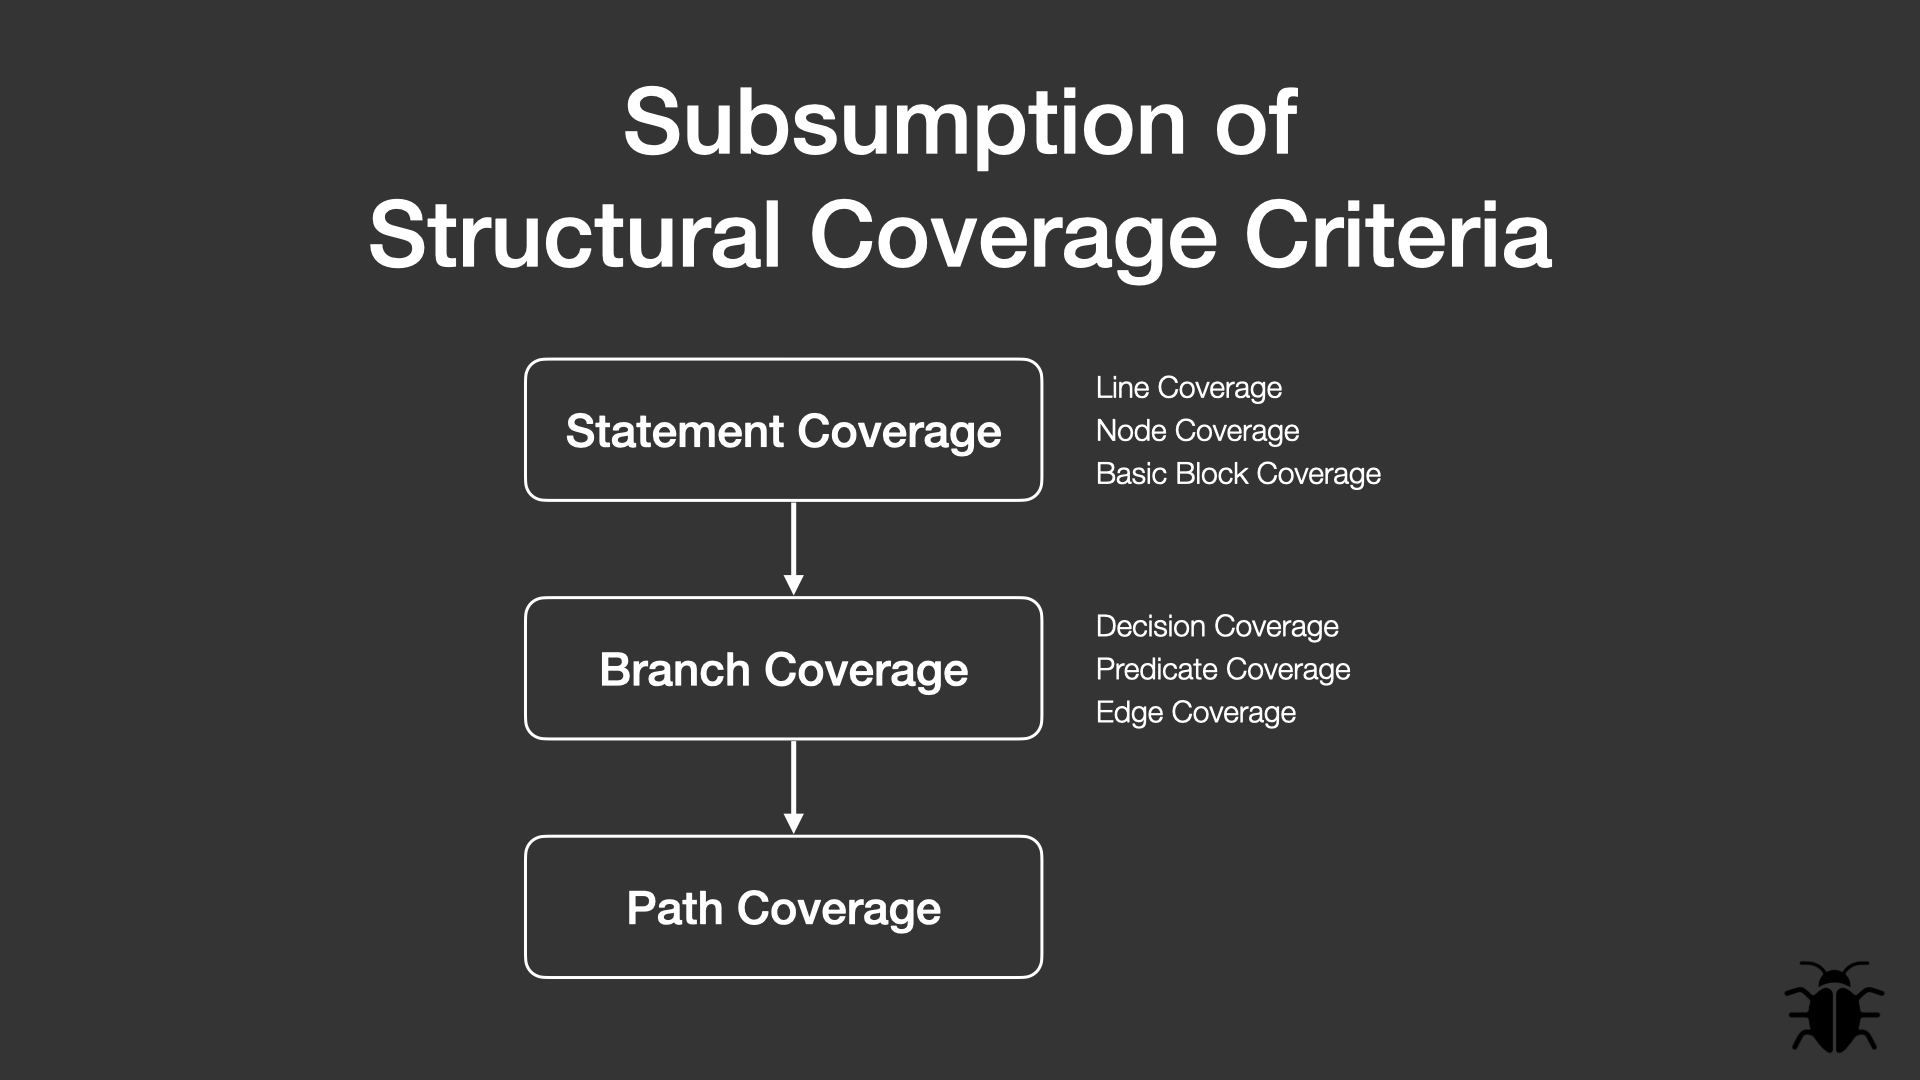 Subsumption of
Structural Coverage Criteria
Statement Coverage
Line Coverage
Node Coverage
Basic Block Coverage
Branch Coverage
Decision Coverage
Predicate Coverage
Edge Coverage
Path Coverage